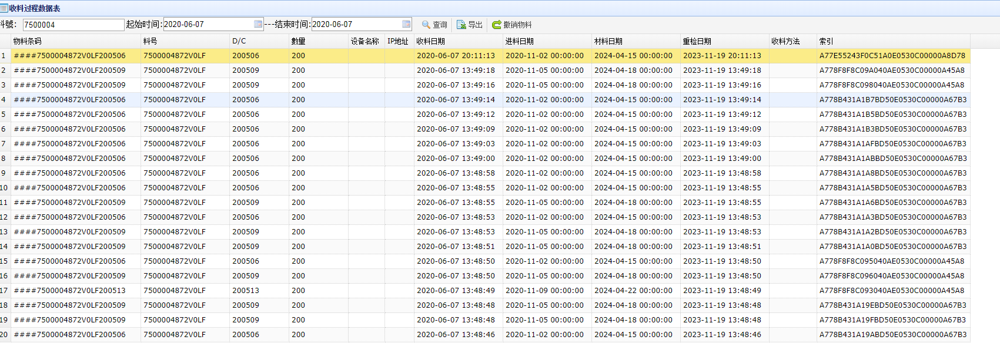 收料过程数据表
料號: 7500004 起始时间: 2020-06-07 ---结束时间: 2020-06-07 查询 导出 撤销物料
物料条码 料号 D/C 數量 设备名称 IP地址 收料日期 进料日期 材料日期 重检日期 收料方法 索引
1 ####7500004872V0LF200506 7500004872V0LF 200506 200 2020-06-07 20:11:13 2020-11-02 00:00:00 2024-04-15 00:00:00 2023-11-19 20:11:13 A77E55243F0C51A0E0530C00000A8D78
2 ####7500004872V0LF200509 7500004872V0LF 200509 200 2020-06-07 13:49:18 2020-11-05 00:00:00 2024-04-18 00:00:00 2023-11-19 13:49:18 A778F8F8C09A040AE0530C00000A45A8
3 ####7500004872V0LF200509 7500004872V0LF 200509 200 2020-06-07 13:49:16 2020-11-05 00:00:00 2024-04-18 00:00:00 2023-11-19 13:49:16 A778F8F8C098040AE0530C00000A45A8
4 ####7500004872V0LF200506 7500004872V0LF 200506 200 2020-06-07 13:49:14 2020-11-02 00:00:00 2024-04-15 00:00:00 2023-11-19 13:49:14 A778B431A1B7BD50E0530C00000A67B3
5 ####7500004872V0LF200506 7500004872V0LF 200506 200 2020-06-07 13:49:12 2020-11-02 00:00:00 2024-04-15 00:00:00 2023-11-19 13:49:12 A778B431A1B5BD50E0530C00000A67B3
6 ####7500004872V0LF200506 7500004872V0LF 200506 200 2020-06-07 13:49:09 2020-11-02 00:00:00 2024-04-15 00:00:00 2023-11-19 13:49:09 A778B431A1B3BD50E0530C00000A67B3
7 ####7500004872V0LF200506 7500004872V0LF 200506 200 2020-06-07 13:49:03 2020-11-02 00:00:00 2024-04-15 00:00:00 2023-11-19 13:49:03 A778B431A1AFBD50E0530C00000A67B3
8 ####7500004872V0LF200506 7500004872V0LF 200506 200 2020-06-07 13:49:00 2020-11-02 00:00:00 2024-04-15 00:00:00 2023-11-19 13:49:00 A778B431A1ABBD50E0530C00000A67B3
9 ####7500004872V0LF200506 7500004872V0LF 200506 200 2020-06-07 13:48:58 2020-11-02 00:00:00 2024-04-15 00:00:00 2023-11-19 13:48:58 A778B431A1A8BD50E0530C00000A67B3
10 ####7500004872V0LF200506 7500004872V0LF 200506 200 2020-06-07 13:48:55 2020-11-02 00:00:00 2024-04-15 00:00:00 2023-11-19 13:48:55 A778B431A1A5BD50E0530C00000A67B3
11 ####7500004872V0LF200509 7500004872V0LF 200509 200 2020-06-07 13:48:55 2020-11-05 00:00:00 2024-04-18 00:00:00 2023-11-19 13:48:55 A778B431A1A6BD50E0530C00000A67B3
12 ####7500004872V0LF200506 7500004872V0LF 200506 200 2020-06-07 13:48:53 2020-11-02 00:00:00 2024-04-15 00:00:00 2023-11-19 13:48:53 A778B431A1A3BD50E0530C00000A67B3
13 ####7500004872V0LF200509 7500004872V0LF 200509 200 2020-06-07 13:48:53 2020-11-05 00:00:00 2024-04-18 00:00:00 2023-11-19 13:48:53 A778B431A1A2BD50E0530C00000A67B3
14 ####7500004872V0LF200509 7500004872V0LF 200509 200 2020-06-07 13:48:51 2020-11-05 00:00:00 2024-04-18 00:00:00 2023-11-19 13:48:51 A778B431A1A0BD50E0530C00000A67B3
15 ####7500004872V0LF200506 7500004872V0LF 200506 200 2020-06-07 13:48:50 2020-11-02 00:00:00 2024-04-15 00:00:00 2023-11-19 13:48:50 A778F8F8C095040AE0530C00000A45A8
16 ####7500004872V0LF200509 7500004872V0LF 200509 200 2020-06-07 13:48:50 2020-11-05 00:00:00 2024-04-18 00:00:00 2023-11-19 13:48:50 A778F8F8C096040AE0530C00000A45A8
17 ####7500004872V0LF200513 7500004872V0LF 200513 200 2020-06-07 13:48:49 2020-11-09 00:00:00 2024-04-22 00:00:00 2023-11-19 13:48:49 A778F8F8C093040AE0530C00000A45A8
18 ####7500004872V0LF200509 7500004872V0LF 200509 200 2020-06-07 13:48:48 2020-11-05 00:00:00 2024-04-18 00:00:00 2023-11-19 13:48:48 A778B431A19EBD50E0530C00000A67B3
19 ####7500004872V0LF200509 7500004872V0LF 200509 200 2020-06-07 13:48:48 2020-11-05 00:00:00 2024-04-18 00:00:00 2023-11-19 13:48:48 A778B431A19FBD50E0530C00000A67B3
20 ####7500004872V0LF200506 7500004872V0LF 200506 200 2020-06-07 13:48:46 2020-11-02 00:00:00 2024-04-15 00:00:00 2023-11-19 13:48:46 A778B431A19ABD50E0530C00000A67B3